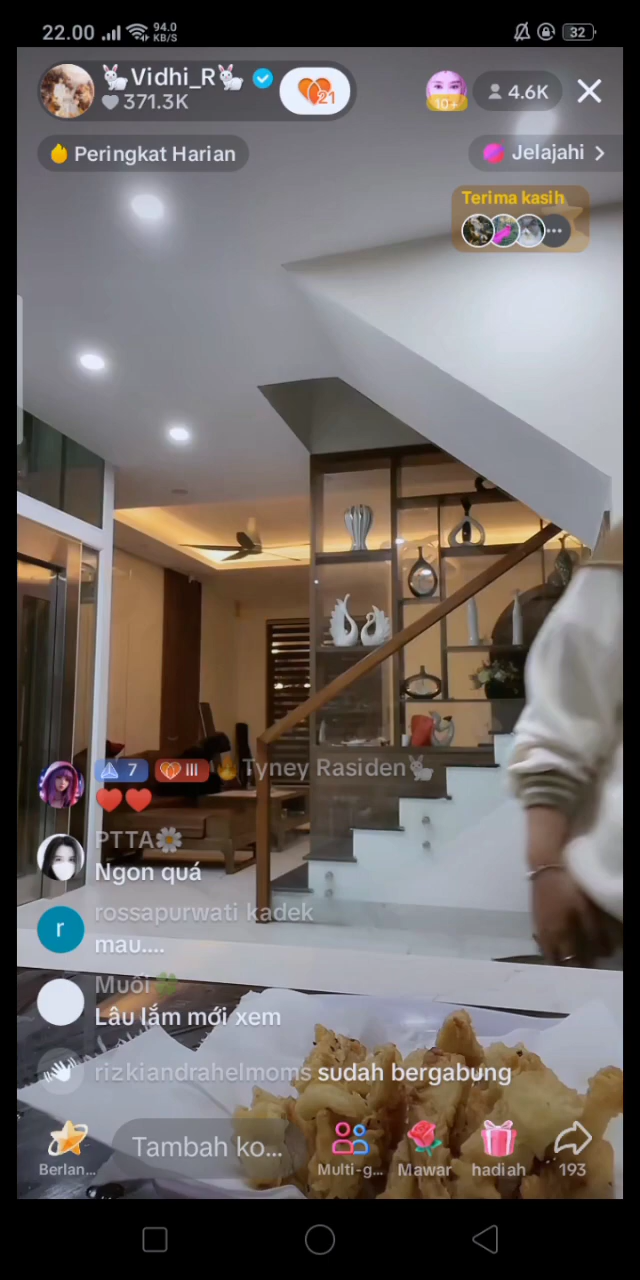 22.00
94.0
KB/S
32
🐇Vidhi_R🐇
371.3K
21
10+
4.6K
Peringkat Harian
Jelajahi
Terima kasih
7 III Tyney Rasiden🐇
❤️❤️
PTTA🌼
Ngon quá
r
rossapurwati kadek
mau....
Muối🍀
Lâu lắm mới xem
rizkiandrahelmoms sudah bergabung
Tambah ko...
Berlan...
Multi-g...
Mawar
hadiah
193